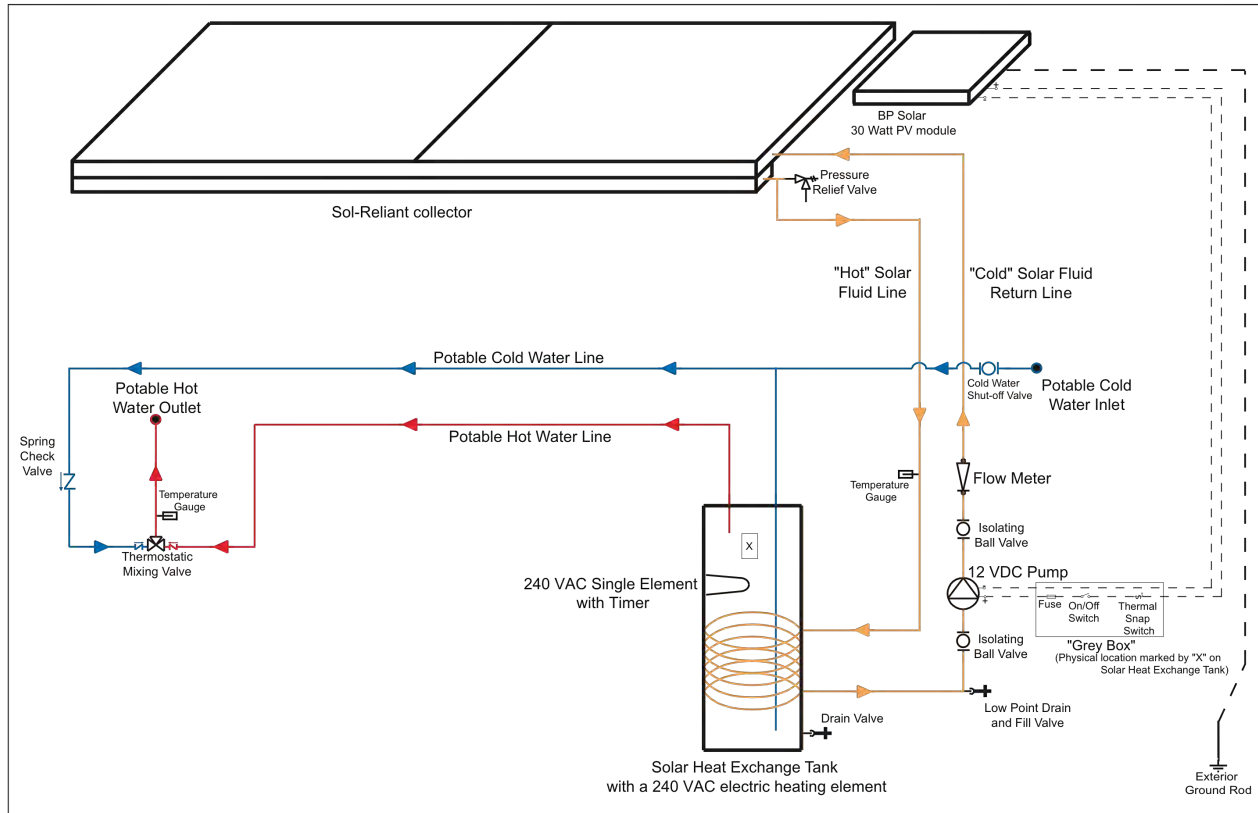 BP Solar
30 Watt PV module
+
-
Pressure
Relief Valve
Sol-Reliant collector
"Hot" Solar
Fluid Line
"Cold" Solar Fluid
Return Line
Potable Cold Water Line
Cold Water
Shut-off Valve
Potable Cold
Water Inlet
Potable Hot
Water Outlet
Potable Hot Water Line
Spring
Check
Valve
Temperature
Gauge
Thermostatic
Mixing Valve
Temperature
Gauge
Flow Meter
Isolating
Ball Valve
X
240 VAC Single Element
with Timer
12 VDC Pump
-
+
Fuse
On/Off
Switch
Thermal
Snap
Switch
"Grey Box"
(Physical location marked by "X" on
Solar Heat Exchange Tank)
Isolating
Ball Valve
Low Point Drain
and Fill Valve
Drain Valve
Solar Heat Exchange Tank
with a 240 VAC electric heating element
Exterior
Ground Rod